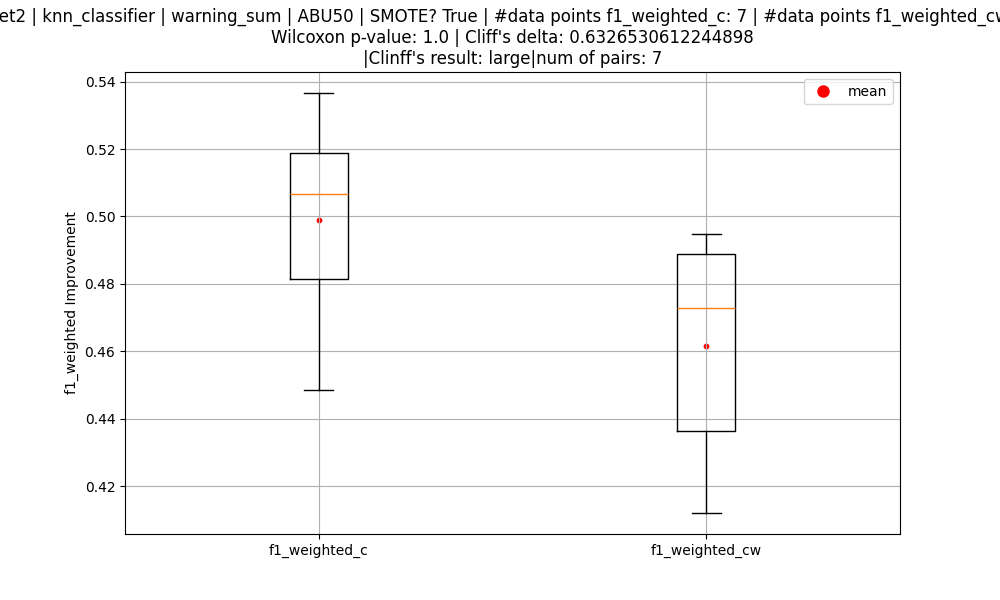 et2 | knn_classifier | warning_sum | ABU50 | SMOTE? True | #data points f1_weighted_c: 7 | #data points f1_weighted_cw
Wilcoxon p-value: 1.0 | Cliff's delta: 0.6326530612244898
|Clinff's result: large|num of pairs: 7
mean
0.54
0.52
0.50
0.48
0.46
0.44
0.42
f1_weighted Improvement
f1_weighted_c
f1_weighted_cw